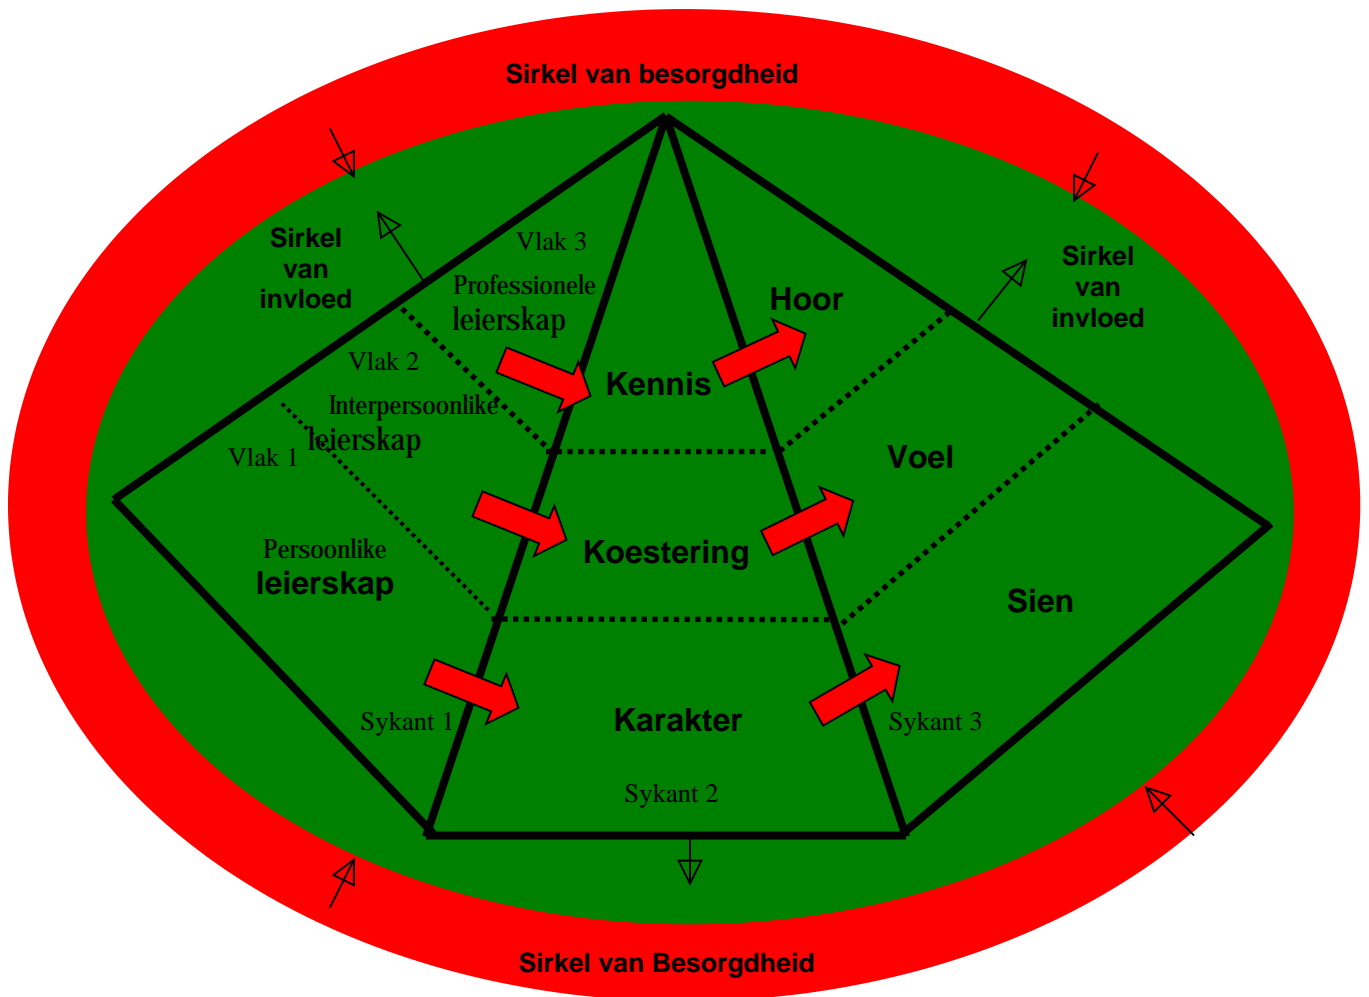 Sirkel van besorgdheid
Sirkel
van
invloed
Vlak 3
Professionele
leierskap
Hoor
Sirkel
van
invloed
Vlak 2
Interpersoonlike
leierskap
Kennis
Vlak 1
Voel
Persoonlike
leierskap
Koestering
Sien
Sykant 1
Karakter
Sykant 3
Sykant 2
Sirkel van Besorgdheid